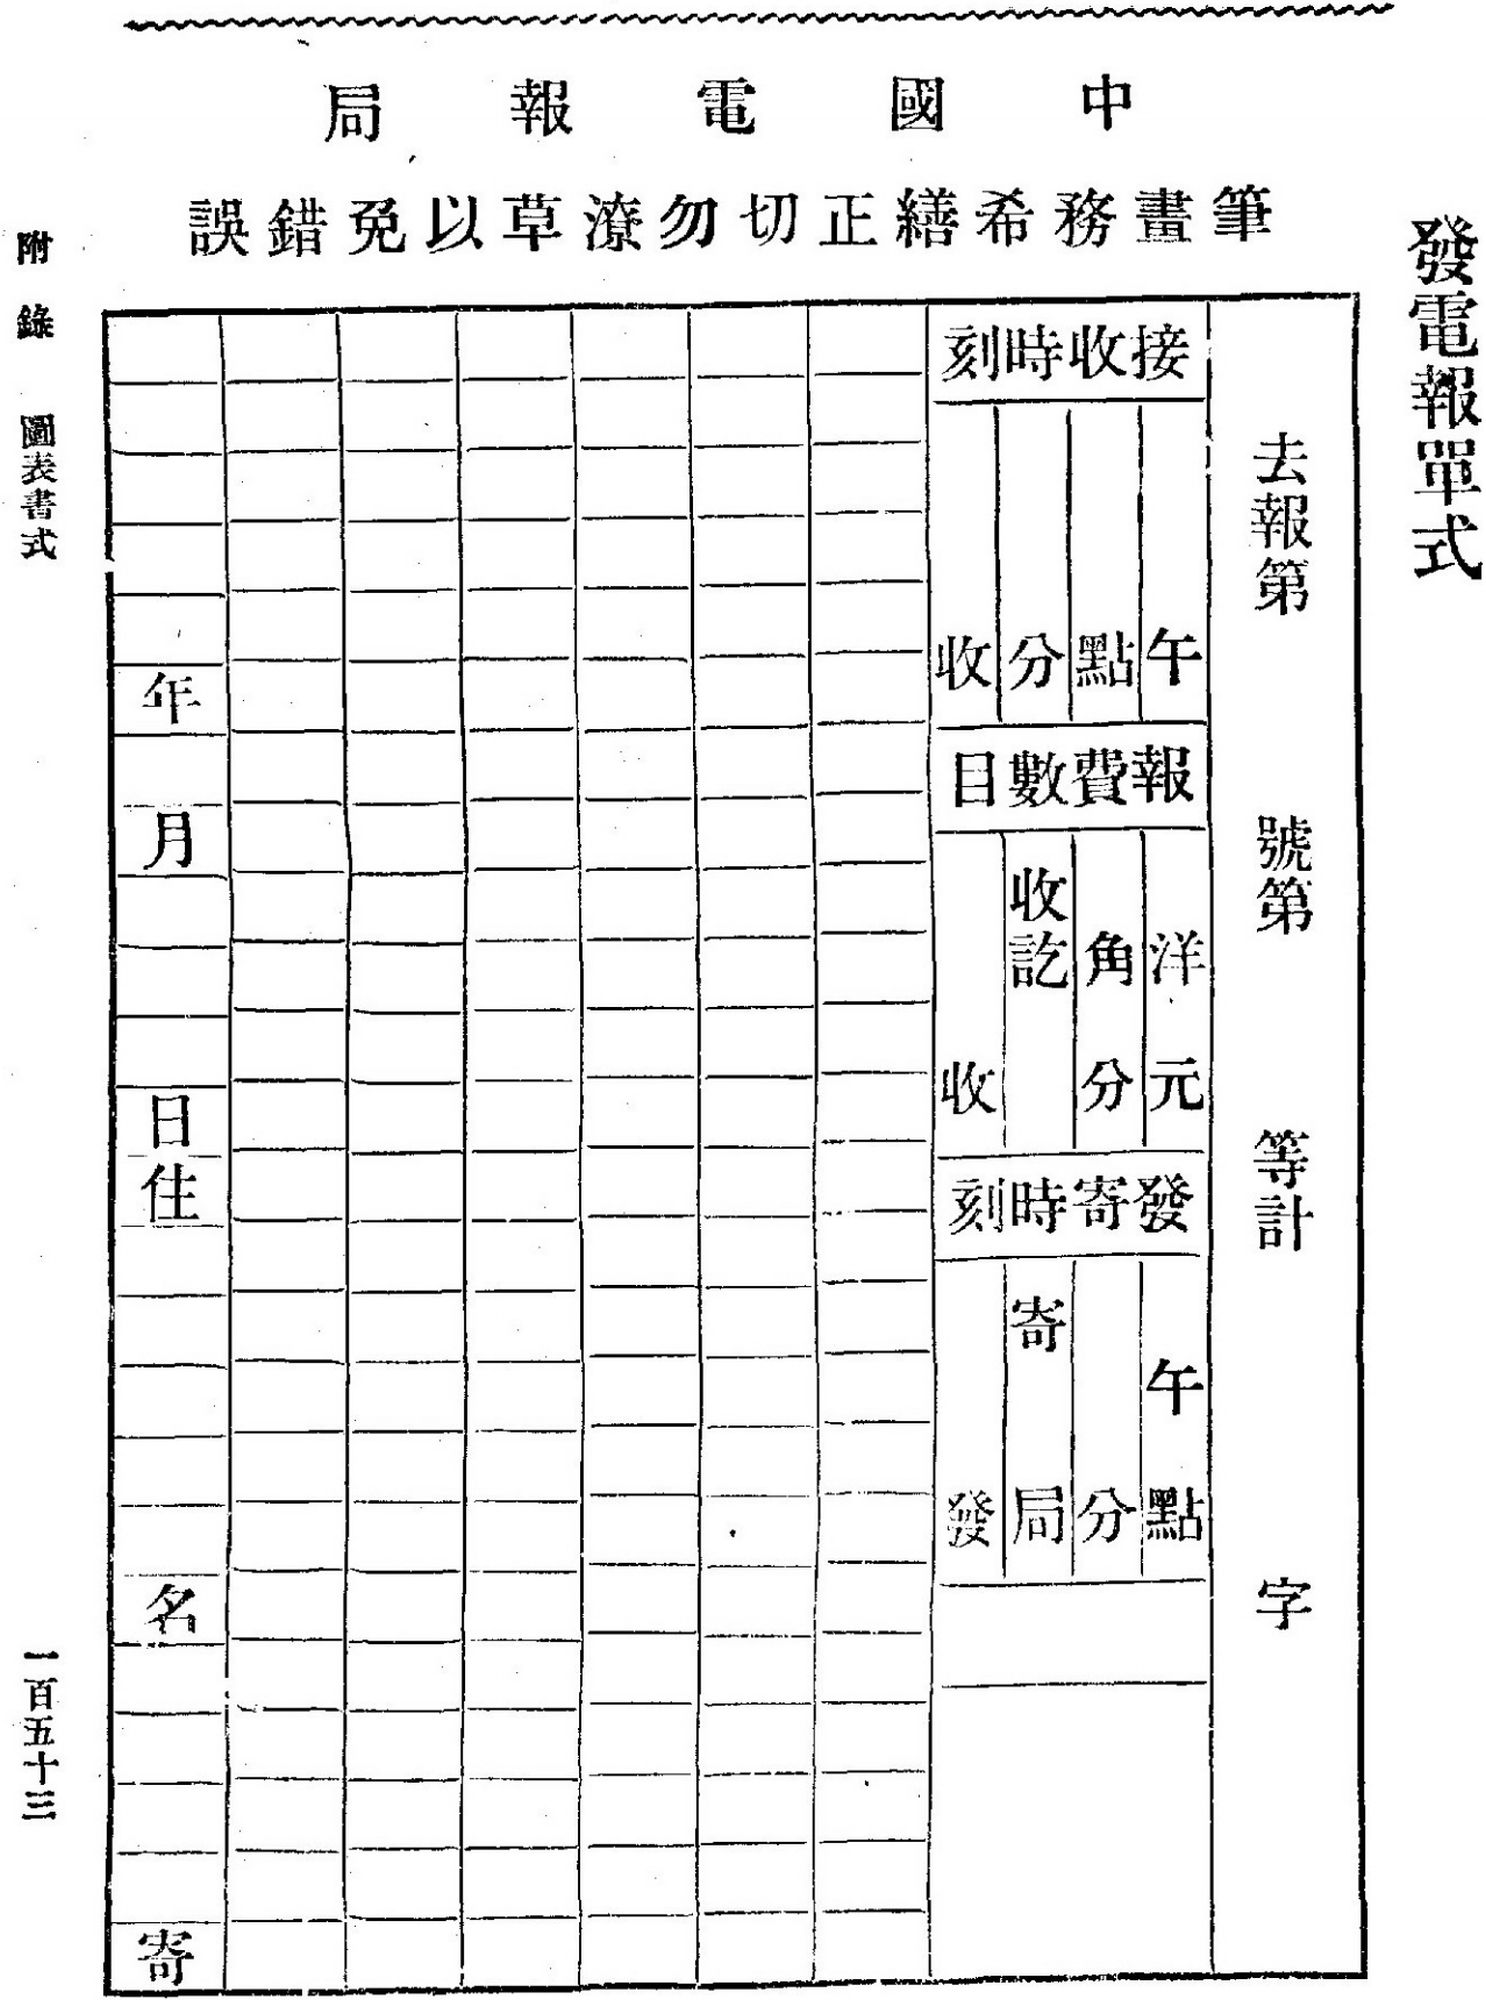 發電報單式
中國電報局
筆畫務希繕正切勿潦草以免錯誤
去報第 號第 等計 字
接收時刻
午
點
分
收
報費數目
洋 元
角 分
收訖
收
發寄時刻
午 點
分
寄 局
發
年 月 日住 名 寄
附錄 圖表書式
一百五十三